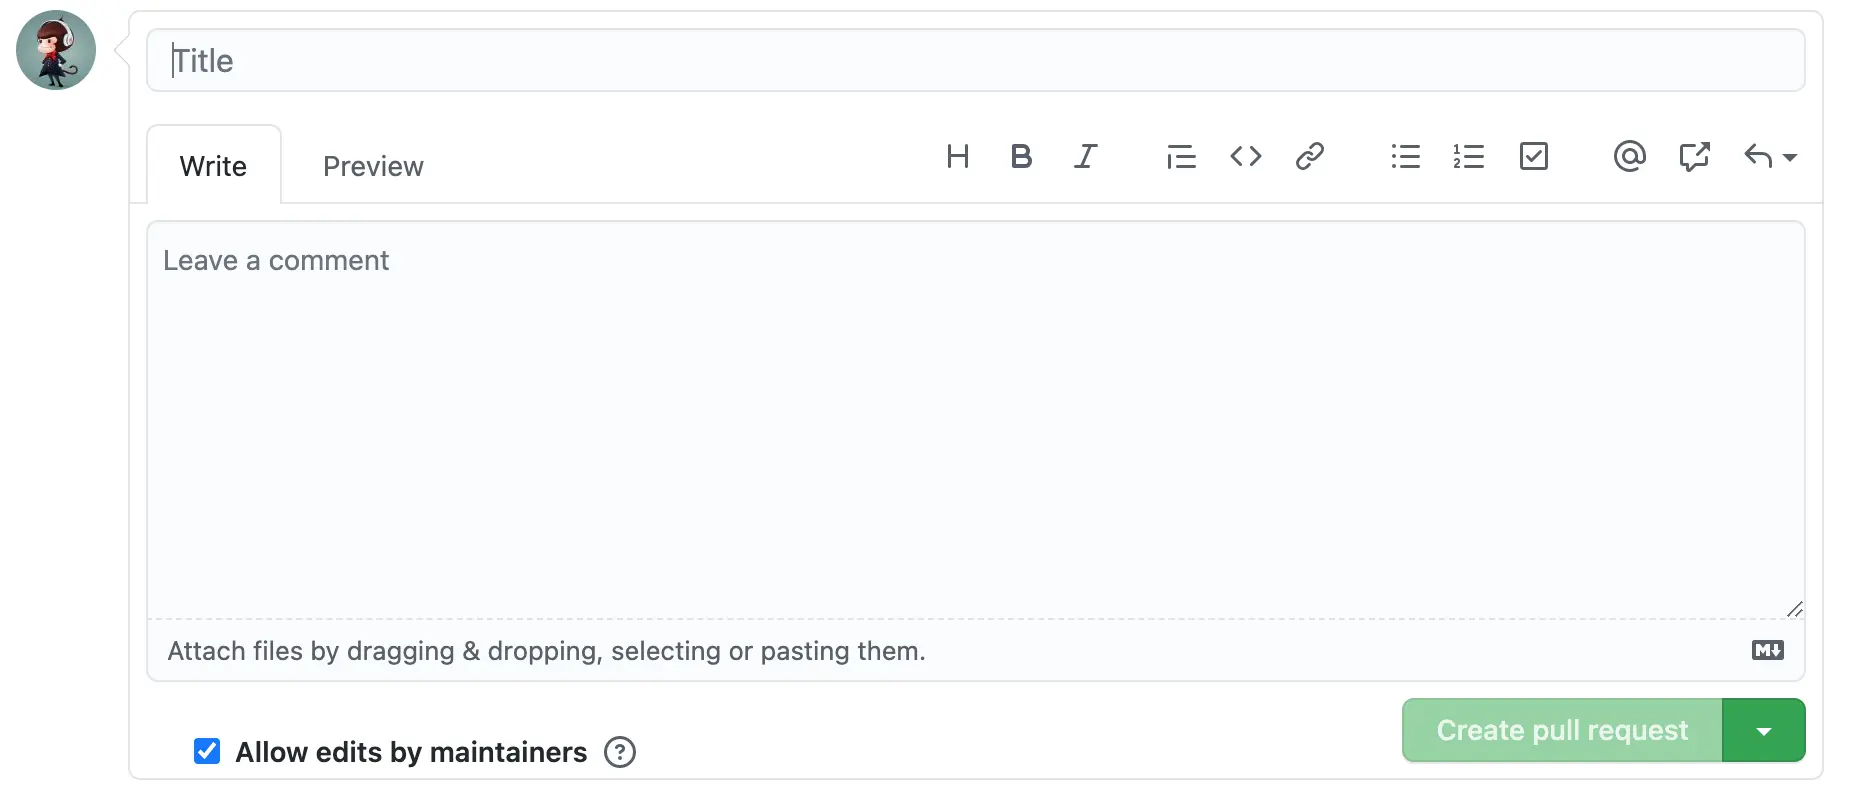 Title
Write Preview H B I
Leave a comment
Attach files by dragging & dropping, selecting or pasting them. M
Allow edits by maintainers ? Create pull request